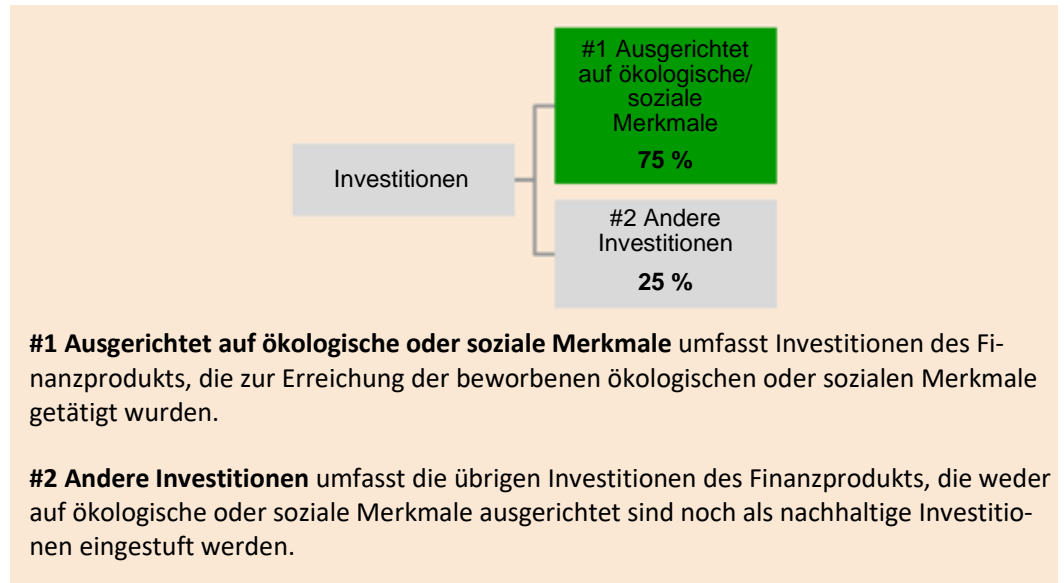 #1 Ausgerichtet
auf ökologische/
soziale
Merkmale
75 %
Investitionen
#2 Andere
Investitionen
25 %
#1 Ausgerichtet auf ökologische oder soziale Merkmale umfasst Investitionen des Fi-
nanzprodukts, die zur Erreichung der beworbenen ökologischen oder sozialen Merkmale
getätigt wurden.
#2 Andere Investitionen umfasst die übrigen Investitionen des Finanzprodukts, die weder
auf ökologische oder soziale Merkmale ausgerichtet sind noch als nachhaltige Investitio-
nen eingestuft werden.